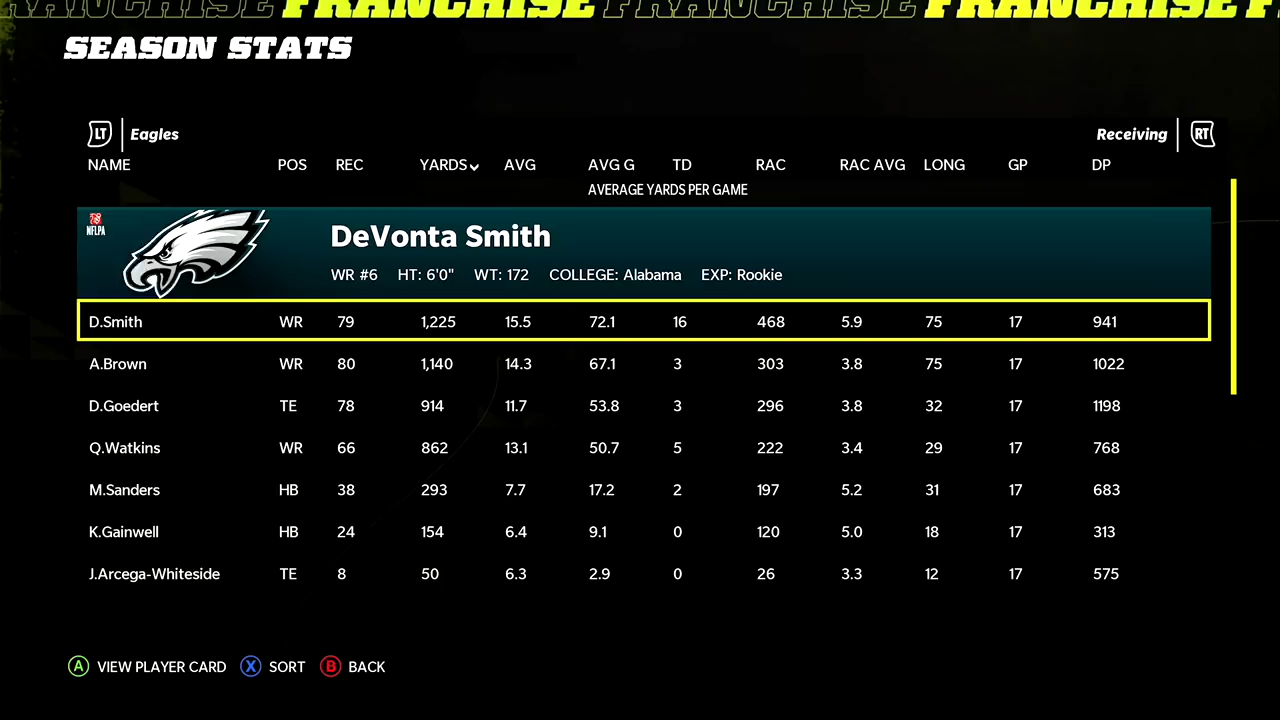 FRANCHISE FRANCHISE FRANCHISE FRANCHISE F
SEASON STATS
LT Eagles Receiving RT
NAME POS REC YARDS AVG AVG G TD RAC RAC AVG LONG GP DP
AVERAGE YARDS PER GAME
NFLPA
DeVonta Smith
WR #6 HT: 6'0" WT: 172 COLLEGE: Alabama EXP: Rookie
D.Smith WR 79 1,225 15.5 72.1 16 468 5.9 75 17 941
A.Brown WR 80 1,140 14.3 67.1 3 303 3.8 75 17 1022
D.Goedert TE 78 914 11.7 53.8 3 296 3.8 32 17 1198
Q.Watkins WR 66 862 13.1 50.7 5 222 3.4 29 17 768
M.Sanders HB 38 293 7.7 17.2 2 197 5.2 31 17 683
K.Gainwell HB 24 154 6.4 9.1 0 120 5.0 18 17 313
J.Arcega-Whiteside TE 8 50 6.3 2.9 0 26 3.3 12 17 575
A VIEW PLAYER CARD X SORT B BACK